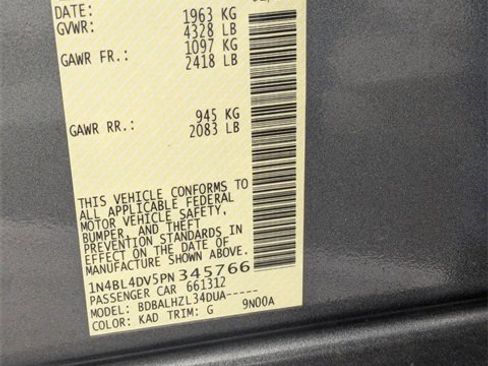 DATE:
GVWR: 1963 KG
4328 LB
GAWR FR.: 1097 KG
2418 LB
GAWR RR.: 945 KG
2083 LB
THIS VEHICLE CONFORMS TO
ALL APPLICABLE FEDERAL
MOTOR VEHICLE SAFETY,
BUMPER, AND THEFT
PREVENTION STANDARDS IN
EFFECT ON THE DATE OF
MANUFACTURE SHOWN ABOVE.
1N4BL4DV5PN345766
PASSENGER CAR 661312
MODEL: BDBALHZL34DUA-----
COLOR: KAD TRIM: G 9N00A